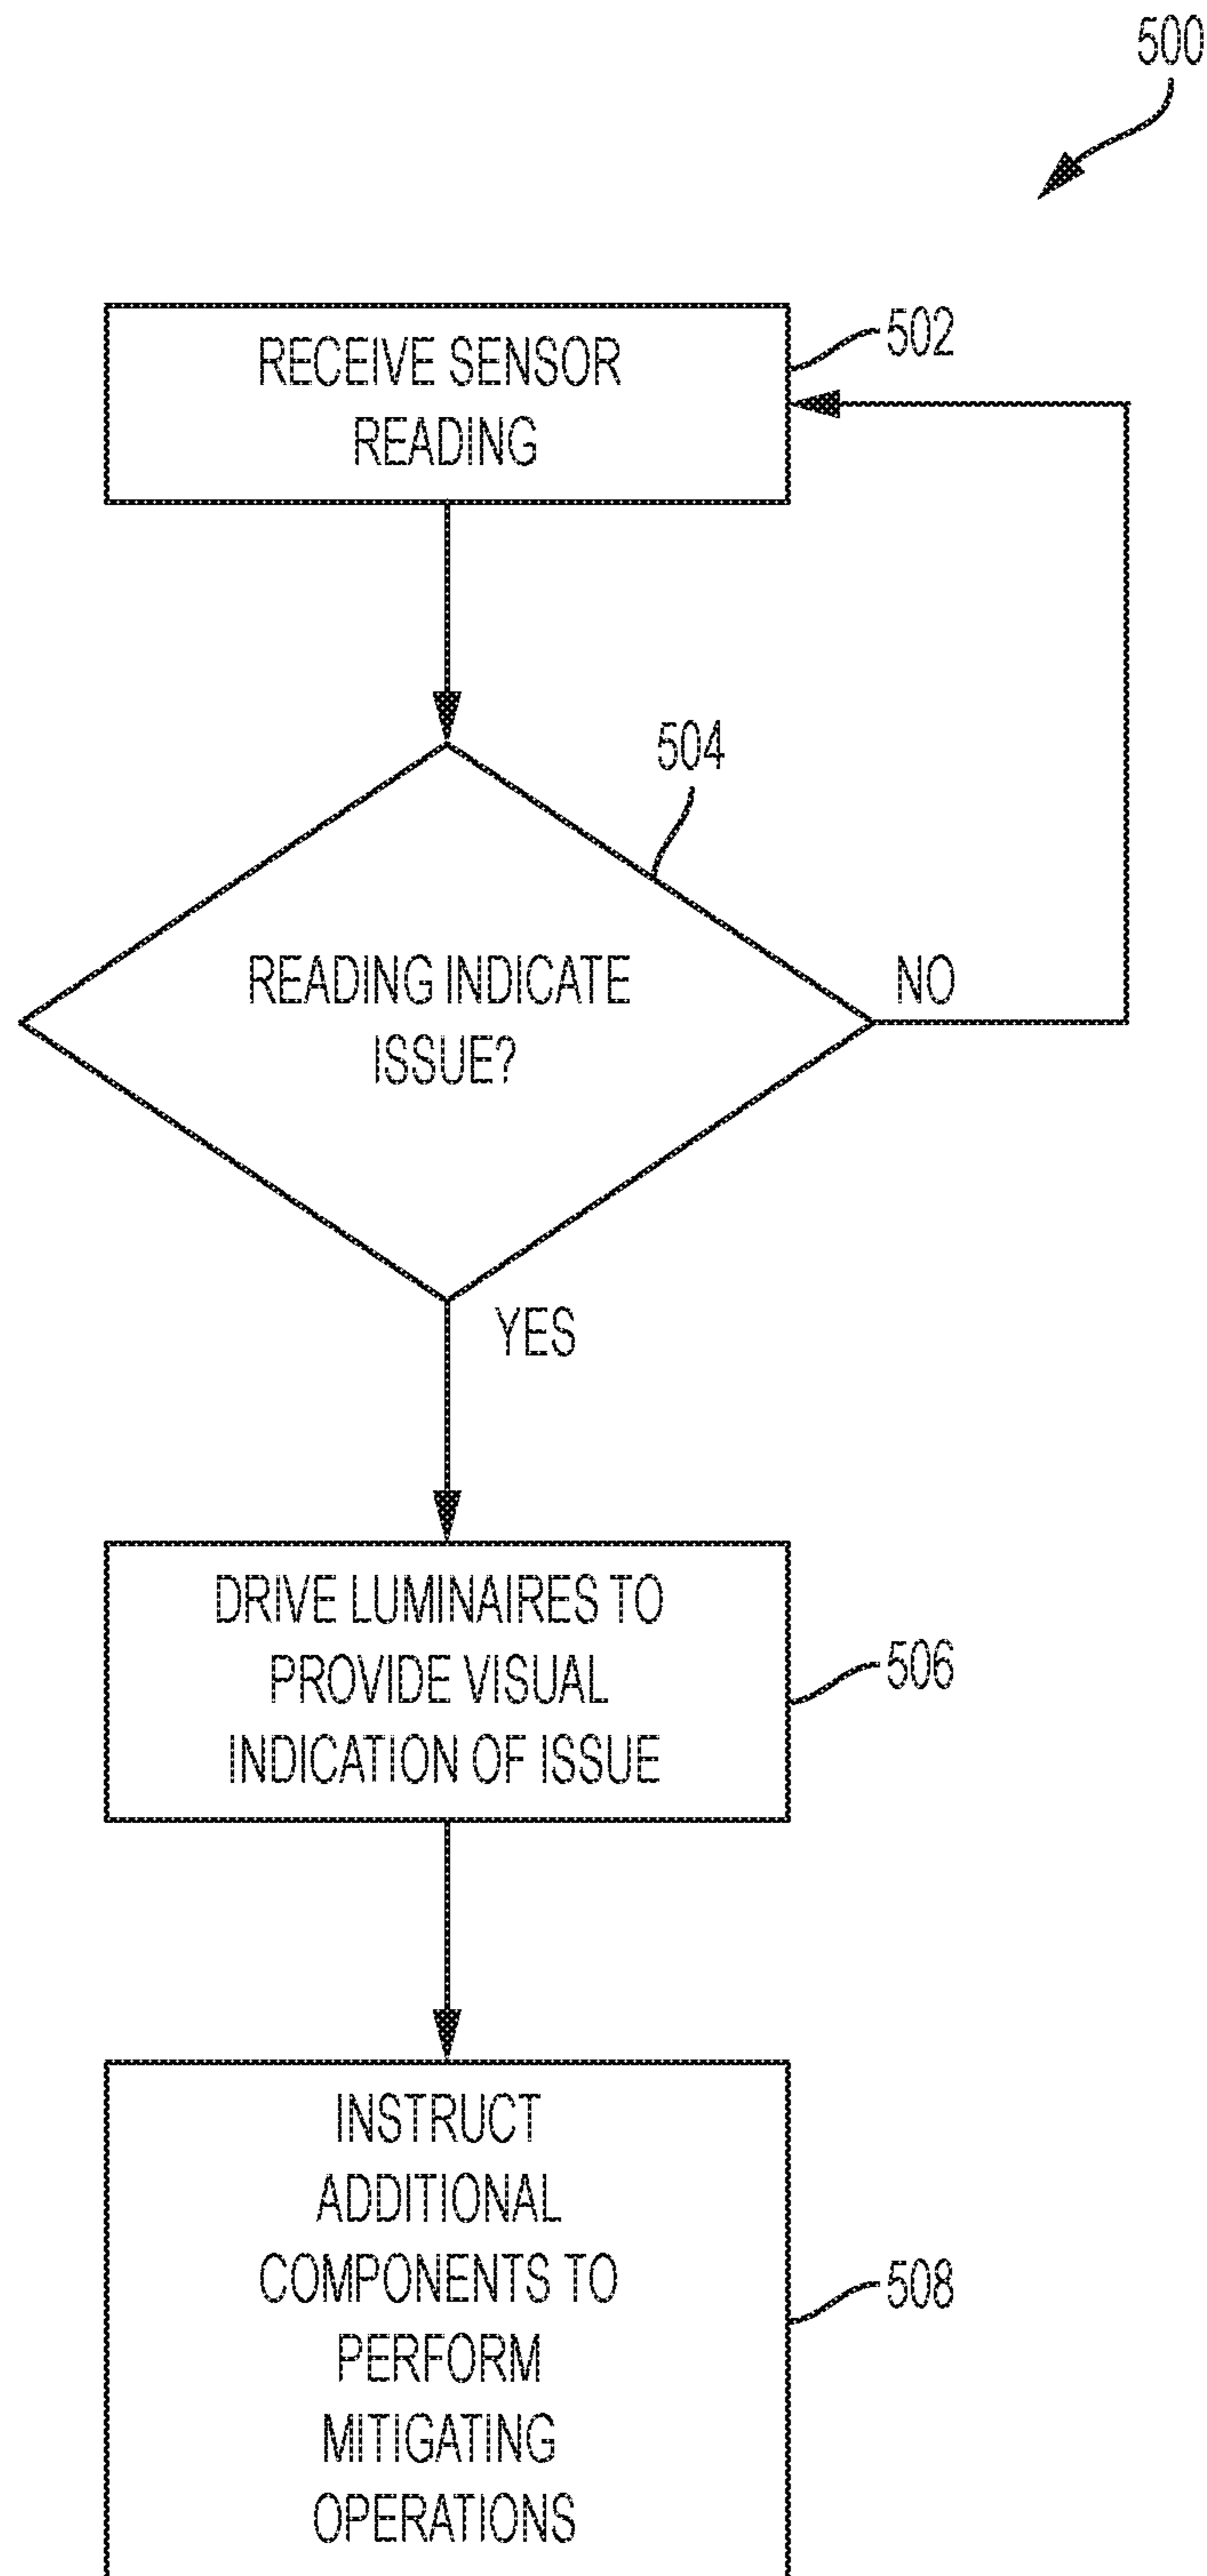 500
RECEIVE SENSOR
READING
502
504
READING INDICATE
ISSUE?
NO
YES
DRIVE LUMINAIRES TO
PROVIDE VISUAL
INDICATION OF ISSUE
506
INSTRUCT
ADDITIONAL
COMPONENTS TO
PERFORM
MITIGATING
OPERATIONS
508